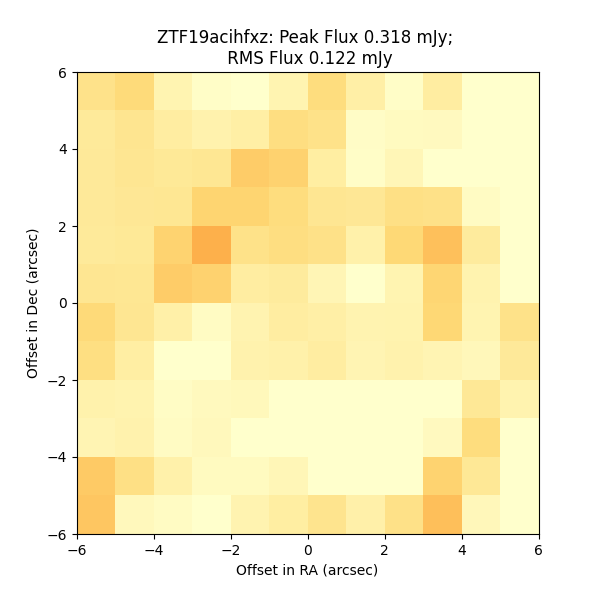 ZTF19acihfxz: Peak Flux 0.318 mJy;
RMS Flux 0.122 mJy
6
4
2
0
−2
−4
−6
Offset in Dec (arcsec)
−6 −4 −2 0 2 4 6
Offset in RA (arcsec)